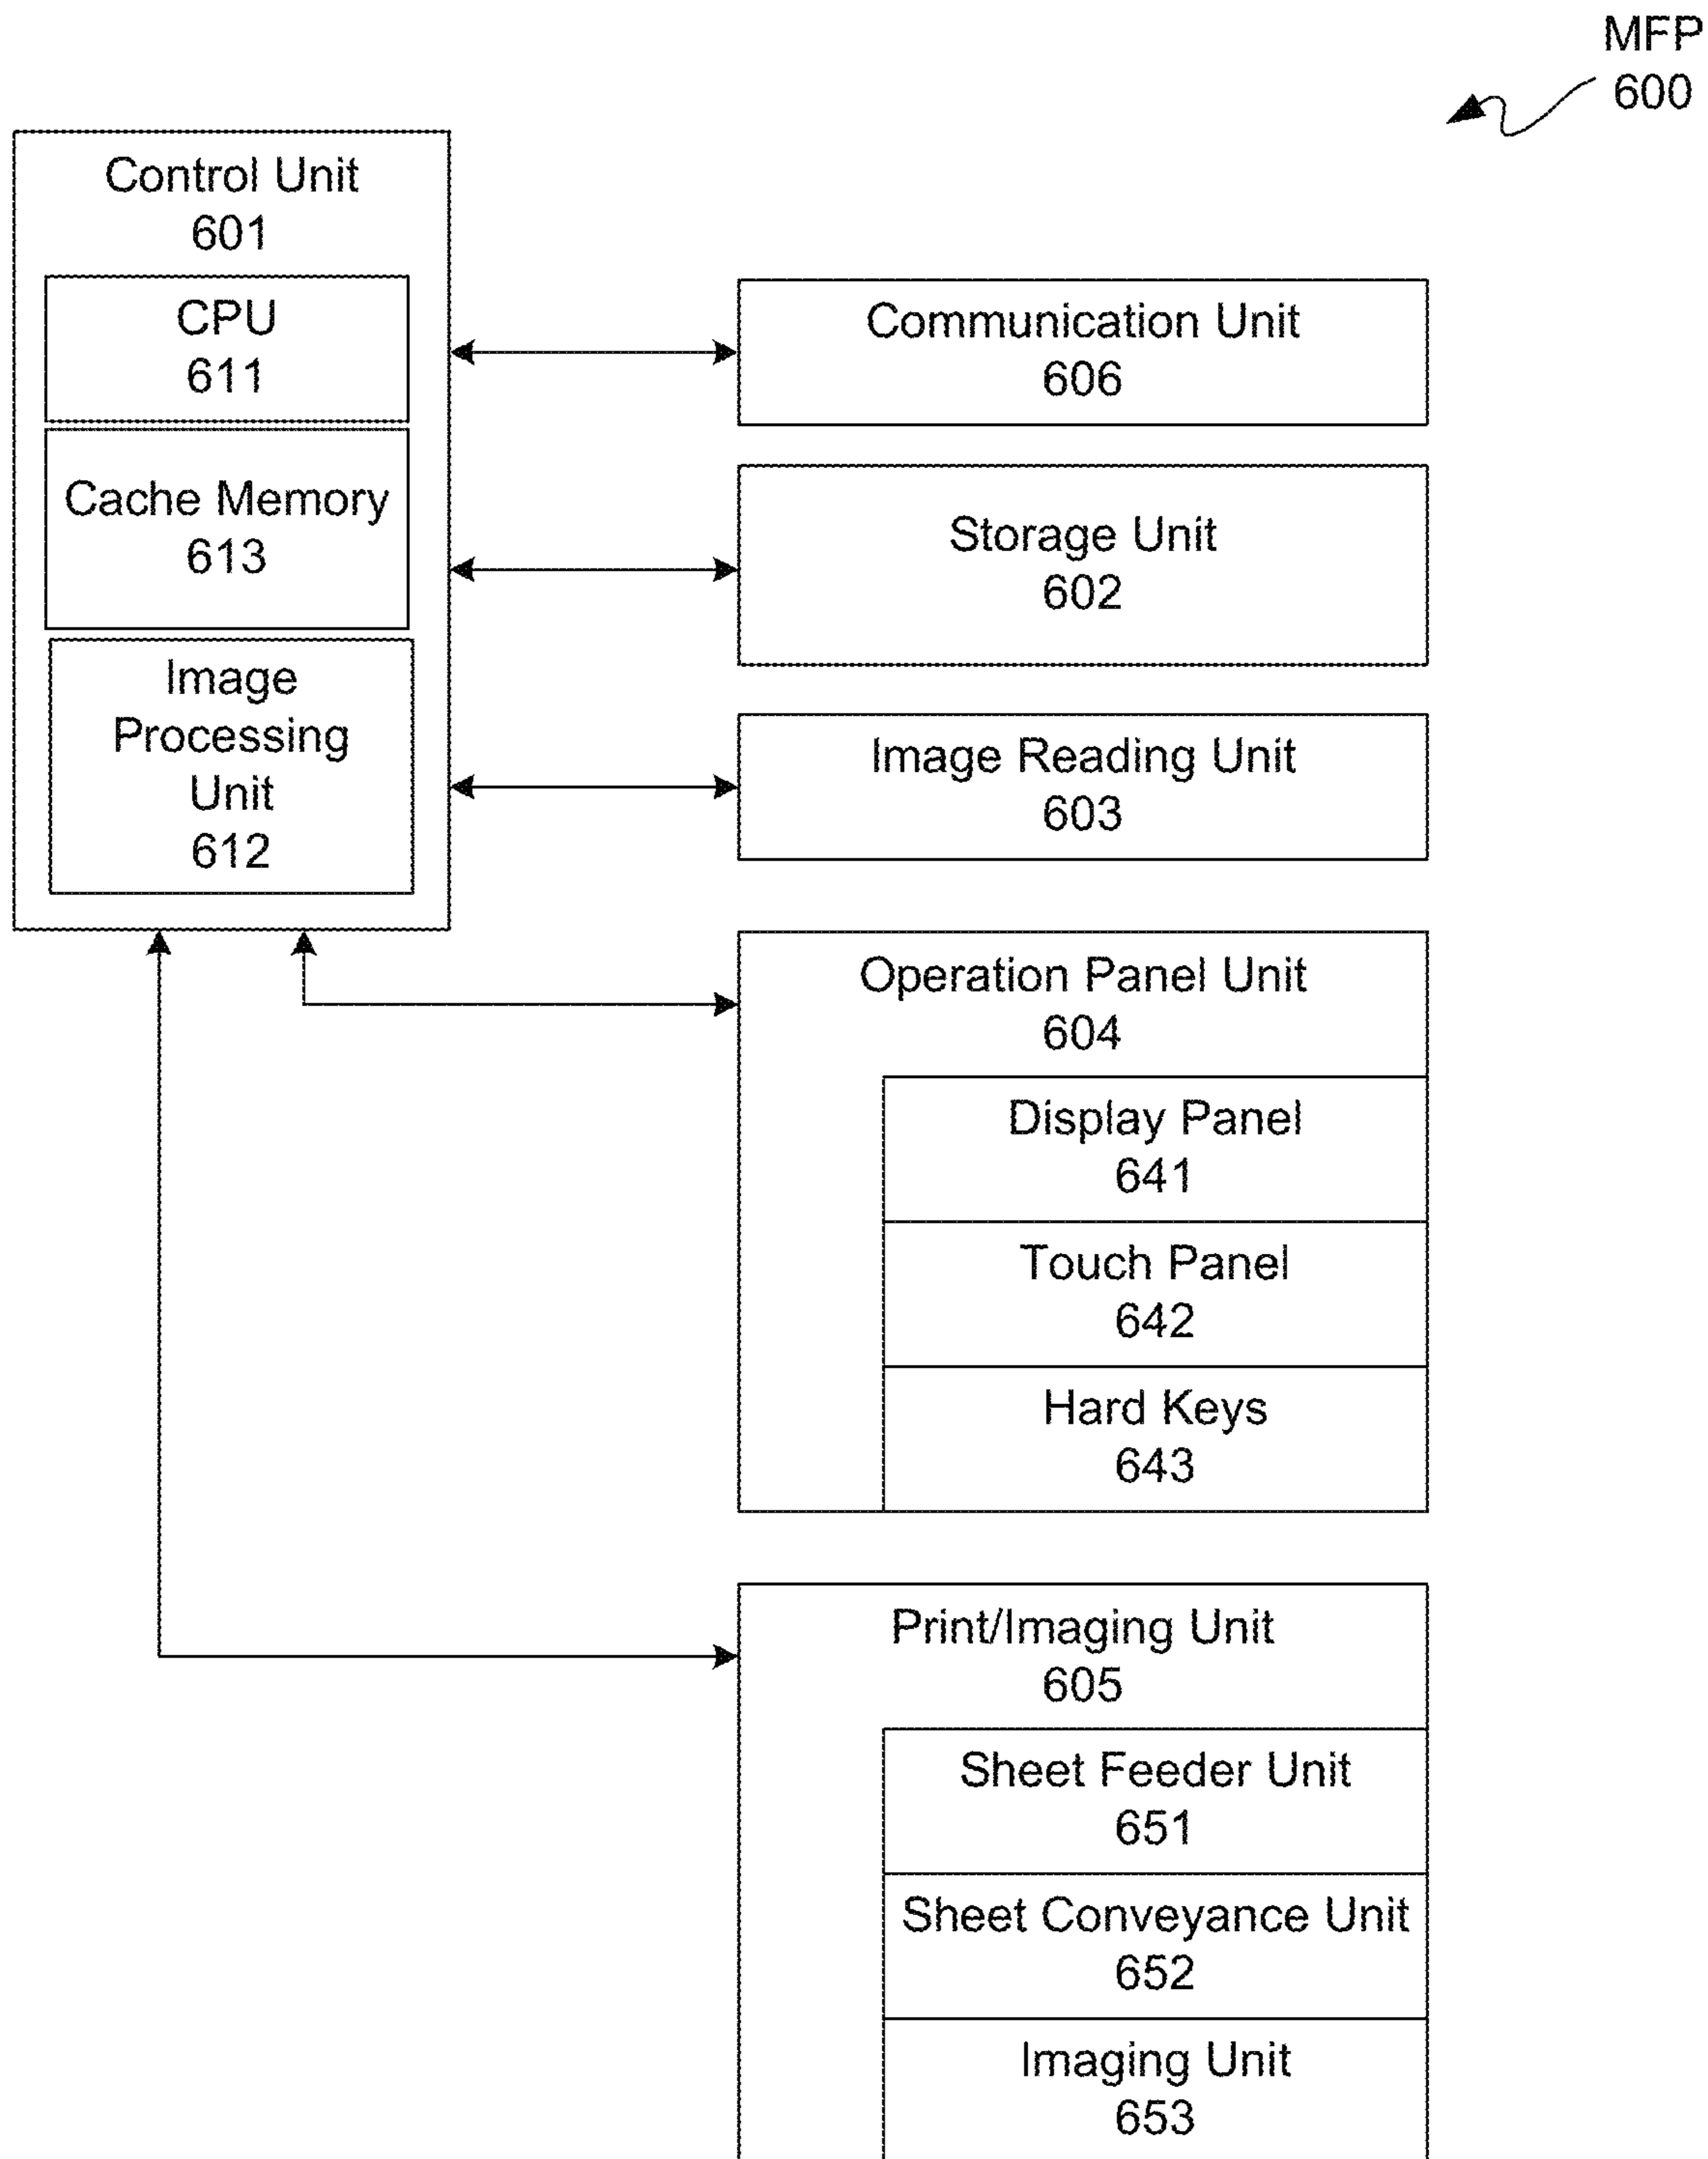 MFP
600
Control Unit
601
CPU
611
Cache Memory
613
Image
Processing
Unit
612
Communication Unit
606
Storage Unit
602
Image Reading Unit
603
Operation Panel Unit
604
Display Panel
641
Touch Panel
642
Hard Keys
643
Print/Imaging Unit
605
Sheet Feeder Unit
651
Sheet Conveyance Unit
652
Imaging Unit
653